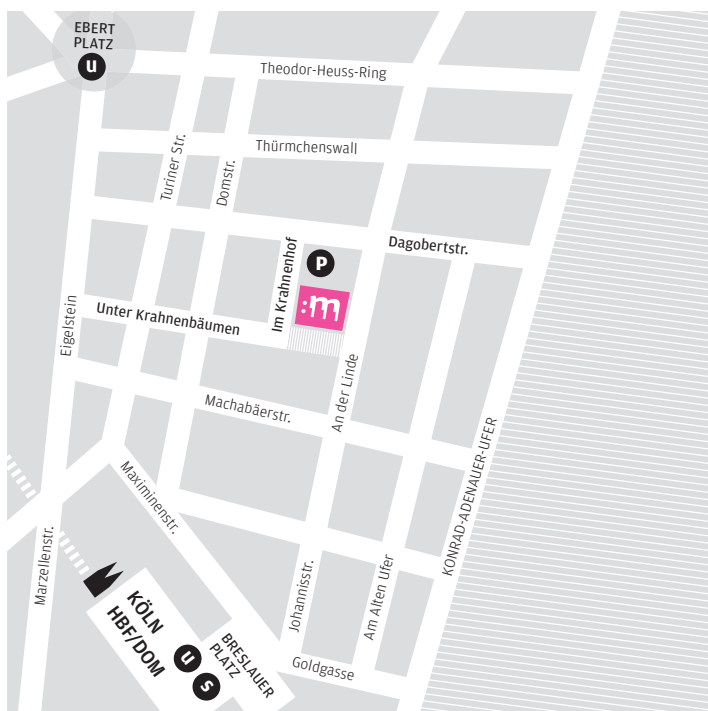 EBERT
PLATZ
u
Theodor-Heuss-Ring
Thürmchenswall
Turiner Str.
Domstr.
Dagobertstr.
Im Krahnenhof
P
:m
Unter Krahnenbäumen
Eigelstein
An der Linde
Machabäerstr.
KONRAD-ADENAUER-UFER
Maximinenstr.
Marzellenstr.
Johannisstr.
Am Alten Ufer
KÖLN
HBF/DOM
u
S
BRESLAUER
PLATZ
Goldgasse